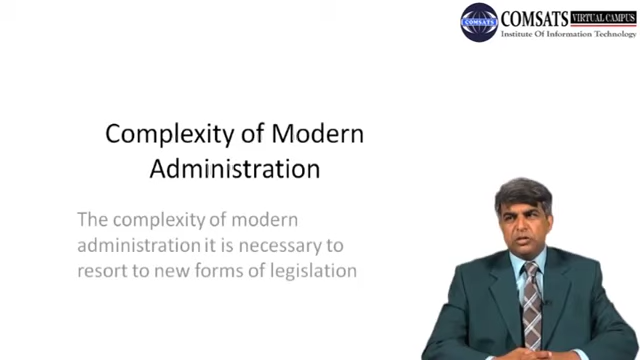 COMSATS VIRTUAL CAMPUS
Institute Of Information Technology
Complexity of Modern
Administration
The complexity of modern
administration it is necessary to
resort to new forms of legislation